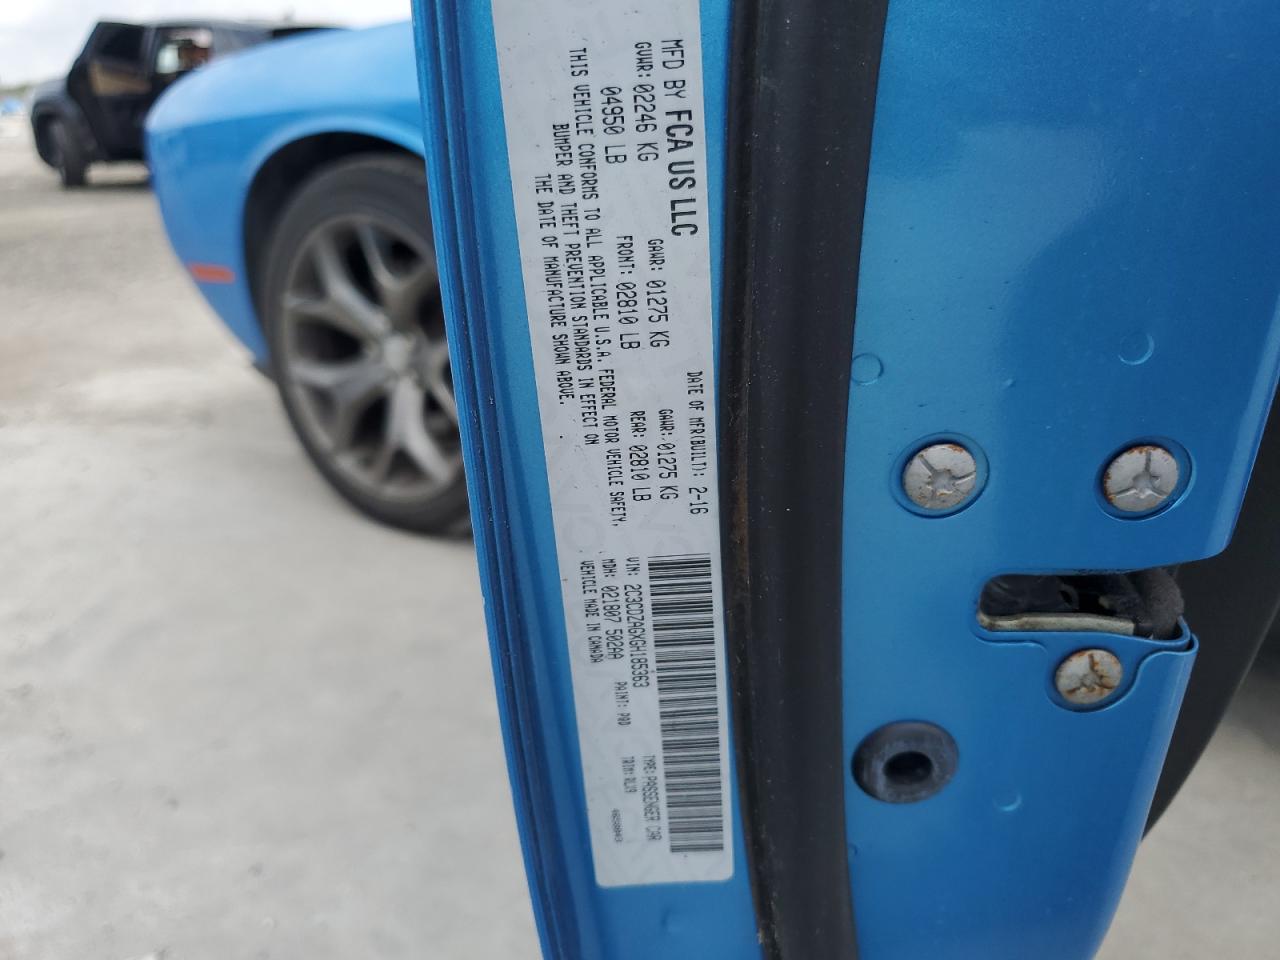 MFD BY FCA US LLC
DATE OF MFR(BUILT): 2-16
GVWR: 02246 KG
GAWR: 01275 KG
GAWR: 01275 KG
04950 LB
FRONT: 02810 LB
REAR: 02810 LB
THIS VEHICLE CONFORMS TO ALL APPLICABLE U.S.A. FEDERAL MOTOR VEHICLE SAFETY,
BUMPER AND THEFT PREVENTION STANDARDS IN EFFECT ON
THE DATE OF MANUFACTURE SHOWN ABOVE.
VIN: 2C3CDZAGXGH185363
TYPE: PASSENGER CAR
MDH: 021807 502AA
PAINT: PQD
TRIM: RLX9
VEHICLE MADE IN CANADA